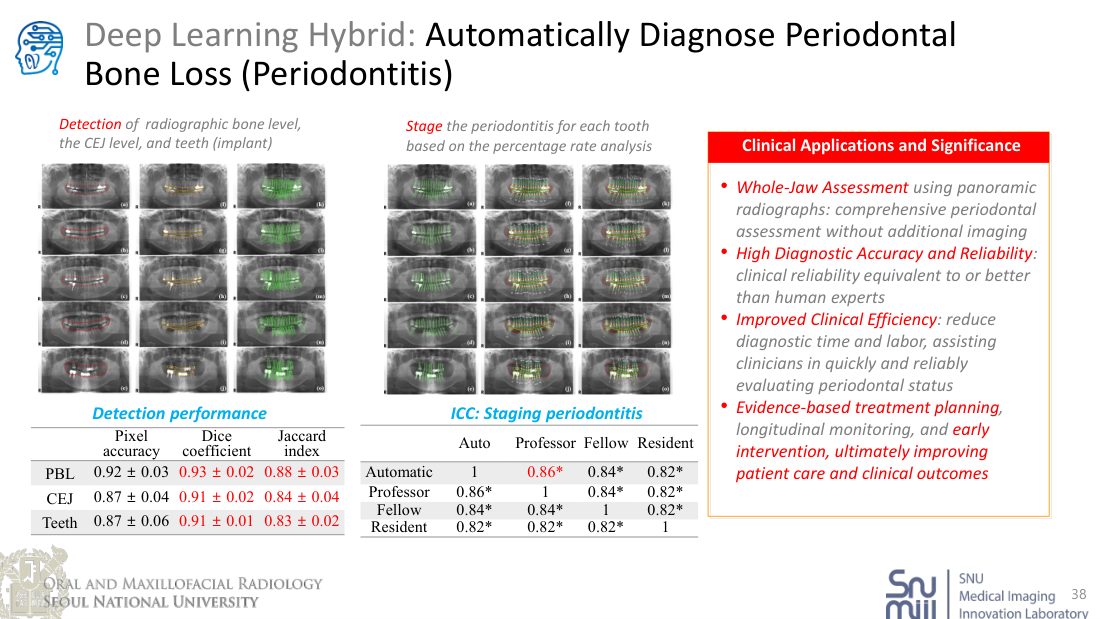 Deep Learning Hybrid: Automatically Diagnose Periodontal
Bone Loss (Periodontitis)
Detection of radiographic bone level,
the CEJ level, and teeth (implant)
Stage the periodontitis for each tooth
based on the percentage rate analysis
Detection performance
Pixel accuracy Dice coefficient Jaccard index
PBL 0.92 ± 0.03 0.93 ± 0.02 0.88 ± 0.03
CEJ 0.87 ± 0.04 0.91 ± 0.02 0.84 ± 0.04
Teeth 0.87 ± 0.06 0.91 ± 0.01 0.83 ± 0.02
ICC: Staging periodontitis
Auto Professor Fellow Resident
Automatic 1 0.86* 0.84* 0.82*
Professor 0.86* 1 0.84* 0.82*
Fellow 0.84* 0.84* 1 0.82*
Resident 0.82* 0.82* 0.82* 1
Clinical Applications and Significance
• Whole-Jaw Assessment using panoramic
radiographs: comprehensive periodontal
assessment without additional imaging
• High Diagnostic Accuracy and Reliability:
clinical reliability equivalent to or better
than human experts
• Improved Clinical Efficiency: reduce
diagnostic time and labor, assisting
clinicians in quickly and reliably
evaluating periodontal status
• Evidence-based treatment planning,
longitudinal monitoring, and early
intervention, ultimately improving
patient care and clinical outcomes
ORAL AND MAXILLOFACIAL RADIOLOGY
SEOUL NATIONAL UNIVERSITY
SNU
Medical Imaging
Innovation Laboratory
38